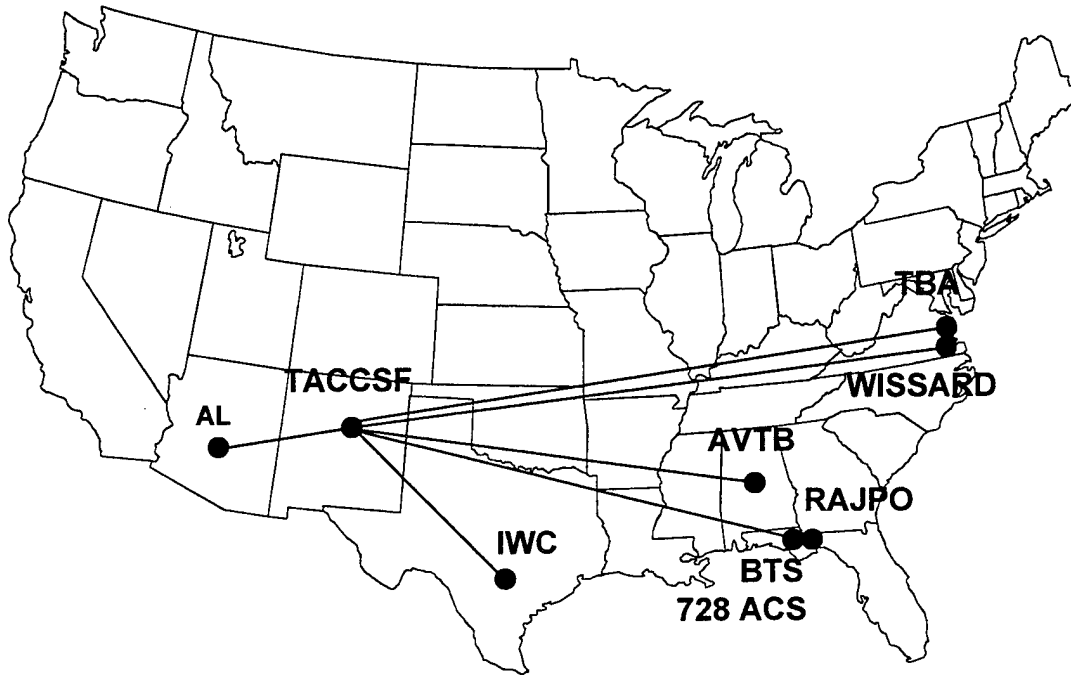 TBA
TACCSF
WISSARD
AL
AVTB
RAJPO
IWC
BTS
728 ACS